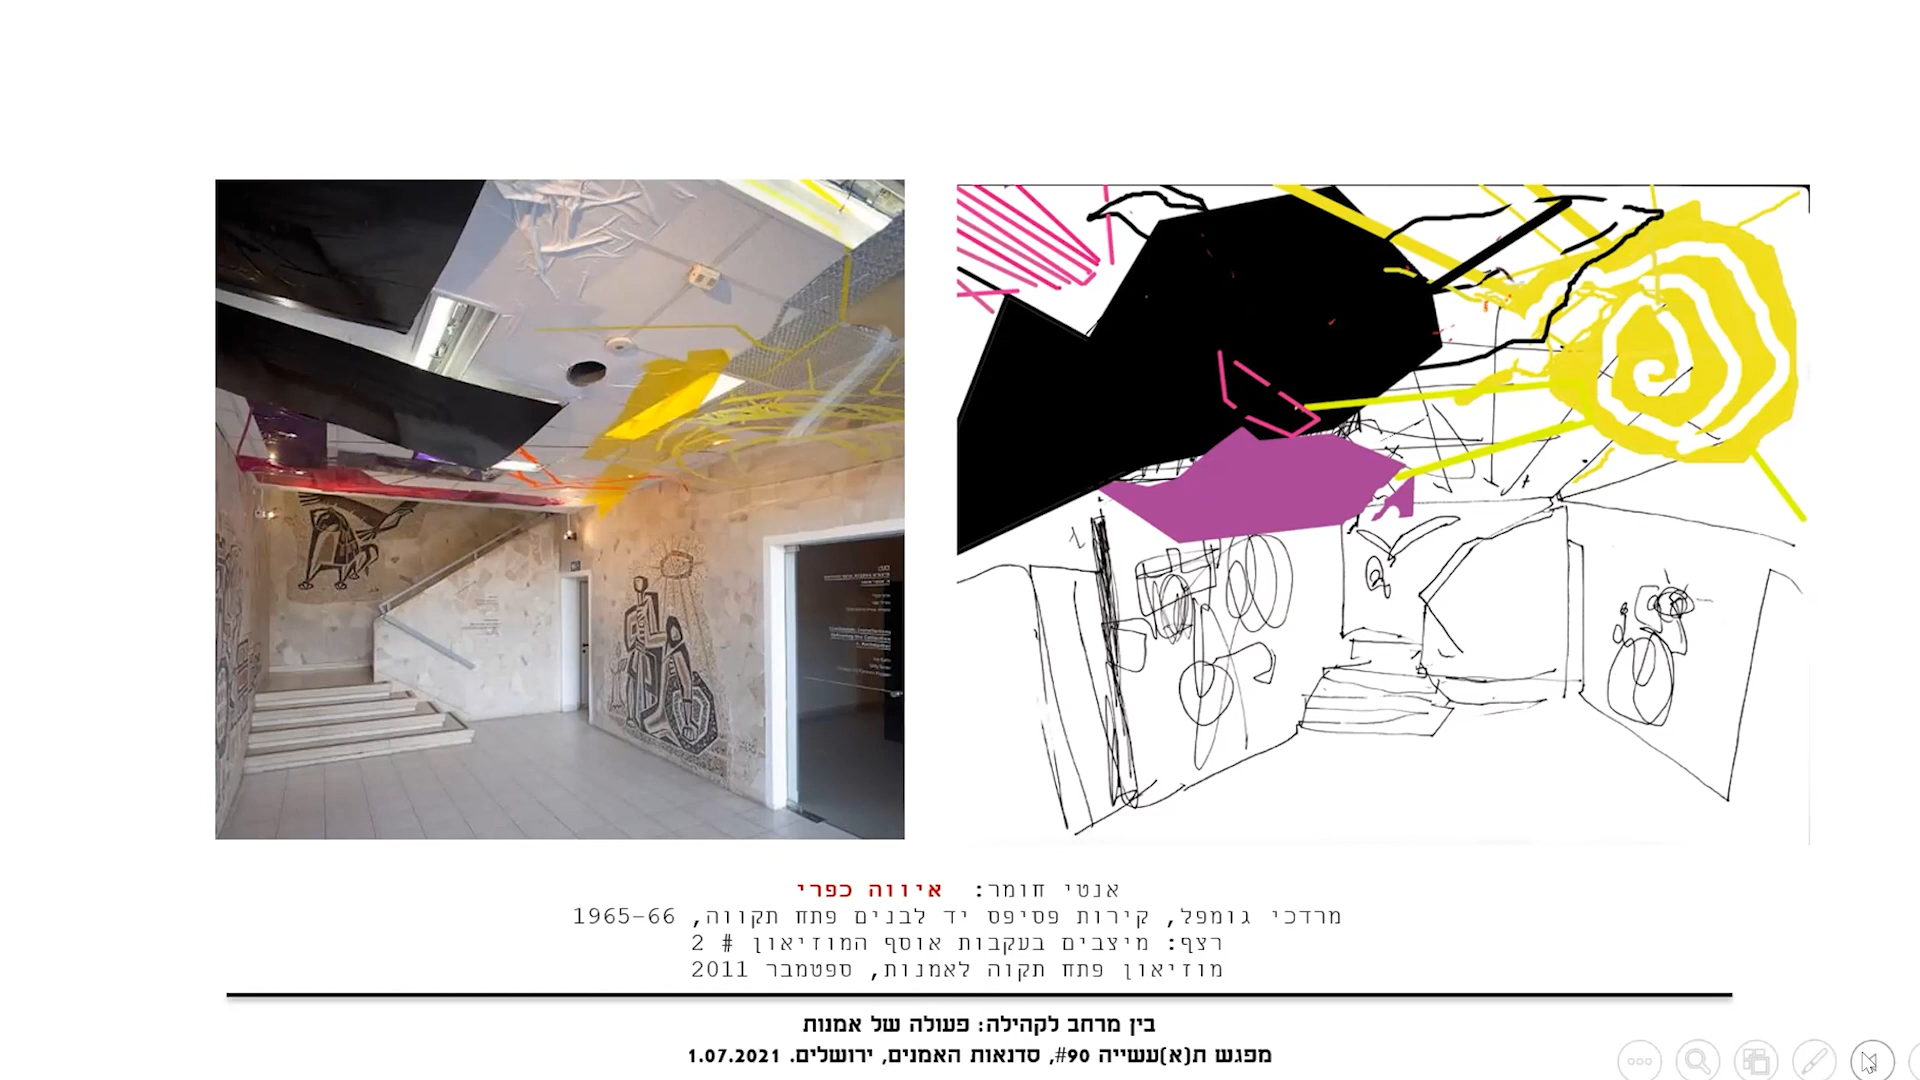 אנטי חומר: איווה כפרי
מרדכי גומפל, קירות פסיפס יד לבנים פתח תקווה, 1965-66
רצף: מיצבים בעקבות אוסף המוזיאון # 2
מוזיאון פתח תקוה לאמנות, ספטמבר 2011
בין מרחב לקהילה: פעולה של אמנות
מפגש ת(א)עשייה #90, סדנאות האמנים, ירושלים. 1.07.2021